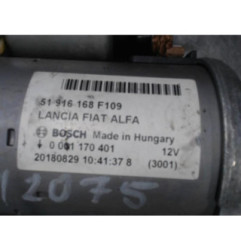 51 916 168 F109
LANCIA FIAT ALFA
BOSCH Made in Hungary
0 001 170 401 12V
20180829 10:41:37 8 (3001)
12075